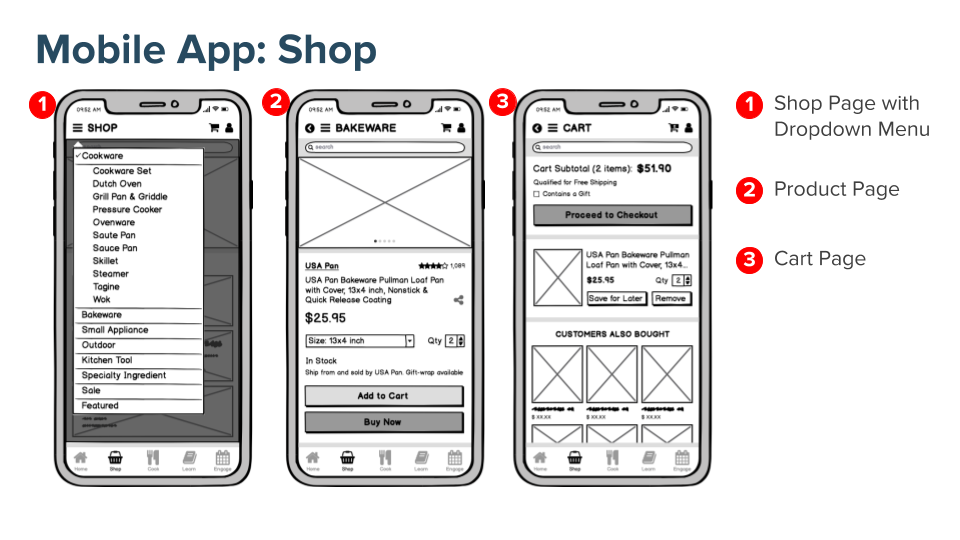 Mobile App: Shop
1
09:52 AM
SHOP
search
✓Cookware
Cookware Set
Dutch Oven
Grill Pan & Griddle
Pressure Cooker
Ovenware
Saute Pan
Sauce Pan
Skillet
Steamer
Tagine
Wok
Bakeware
Small Appliance
Outdoor
Kitchen Tool
Specialty Ingredient
Sale
Featured
Home
Shop
Cook
Learn
Engage
2
09:52 AM
BAKEWARE
search
USA Pan
1,089
USA Pan Bakeware Pullman Loaf Pan
with Cover, 13x4 inch, Nonstick &
Quick Release Coating
$25.95
Size: 13x4 inch
Qty 2
In Stock
Ship from and sold by USA Pan. Gift-wrap available
Add to Cart
Buy Now
Home
Shop
Cook
Learn
Engage
3
09:52 AM
CART
search
Cart Subtotal (2 items): $51.90
Qualified for Free Shipping
Contains a Gift
Proceed to Checkout
USA Pan Bakeware Pullman
Loaf Pan with Cover, 13x4...
$25.95
Qty 2
Save for Later
Remove
CUSTOMERS ALSO BOUGHT
$ XX.XX
$ XX.XX
$ XX.XX
Home
Shop
Cook
Learn
Engage
1 Shop Page with
Dropdown Menu
2 Product Page
3 Cart Page